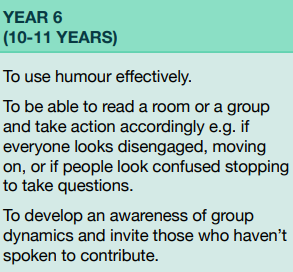 YEAR 6
(10-11 YEARS)
To use humour effectively.
To be able to read a room or a group
and take action accordingly e.g. if
everyone looks disengaged, moving
on, or if people look confused stopping
to take questions.
To develop an awareness of group
dynamics and invite those who haven’t
spoken to contribute.